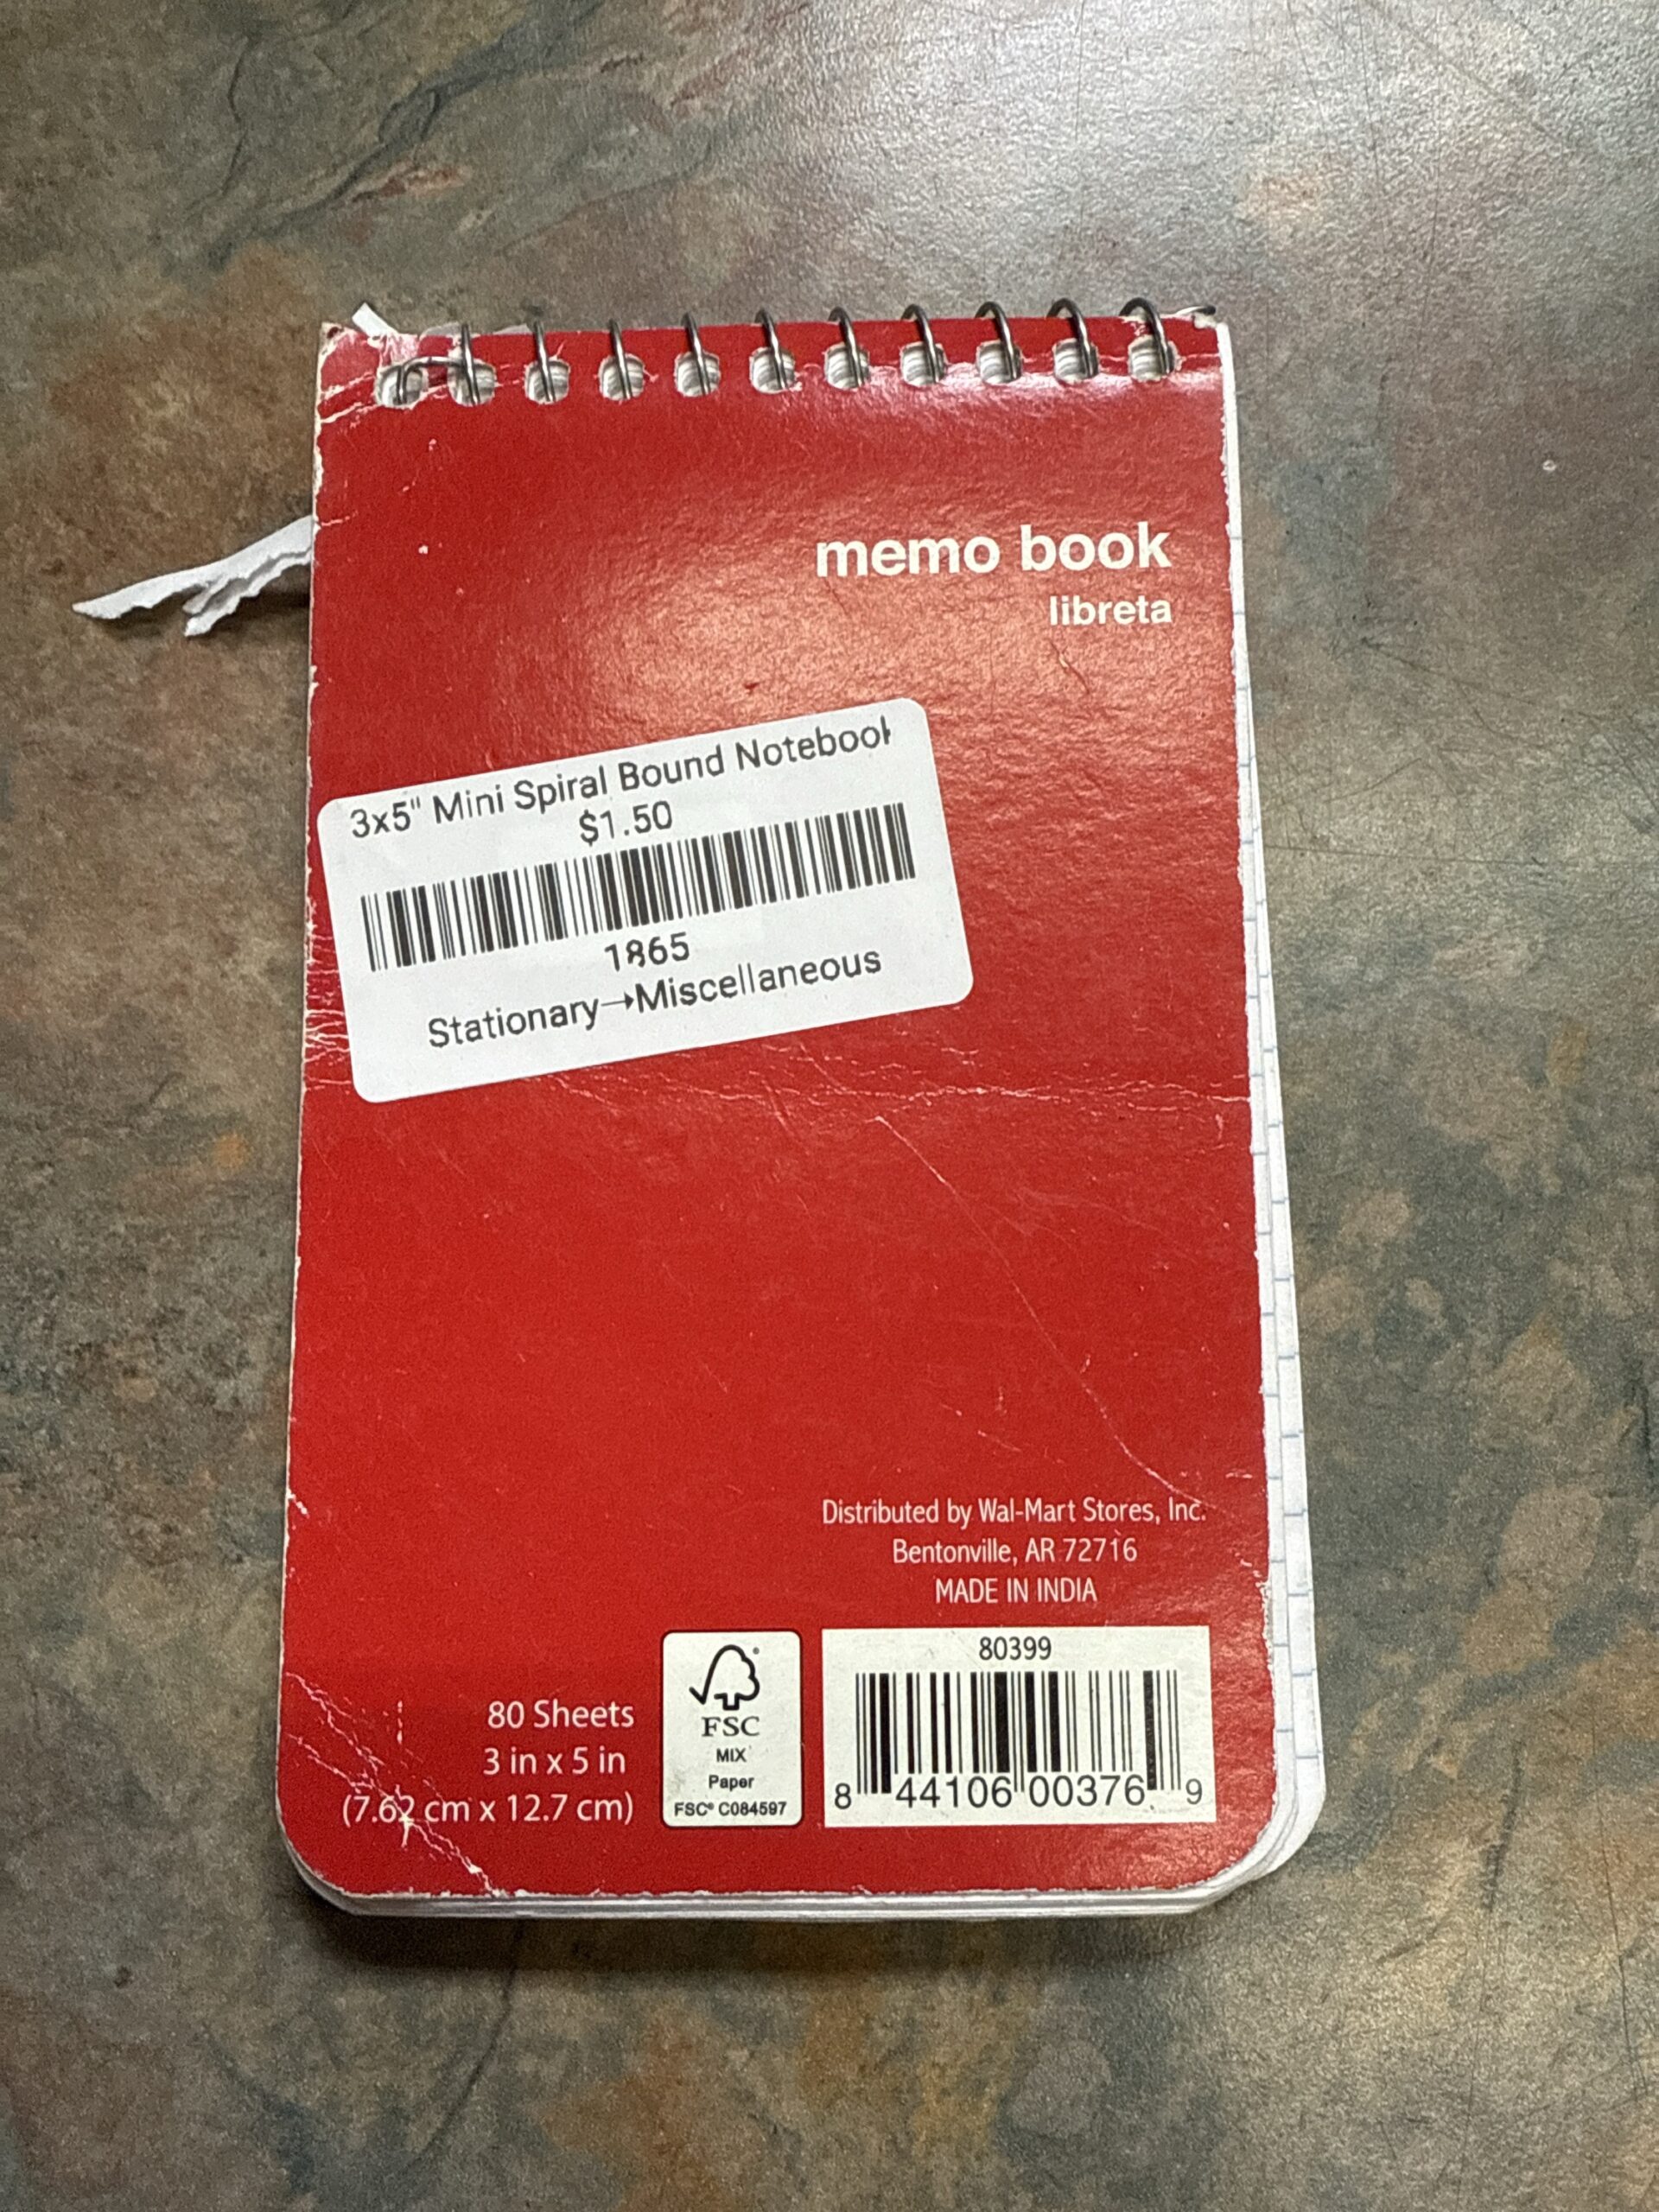 memo book
libreta
3x5" Mini Spiral Bound Notebook
$1.50
1865
Stationary→Miscellaneous
Distributed by Wal-Mart Stores, Inc.
Bentonville, AR 72716
MADE IN INDIA
80 Sheets
3 in x 5 in
(7.62 cm x 12.7 cm)
®
FSC
MIX
Paper
FSC® C084597
80399
8 44106 00376 9